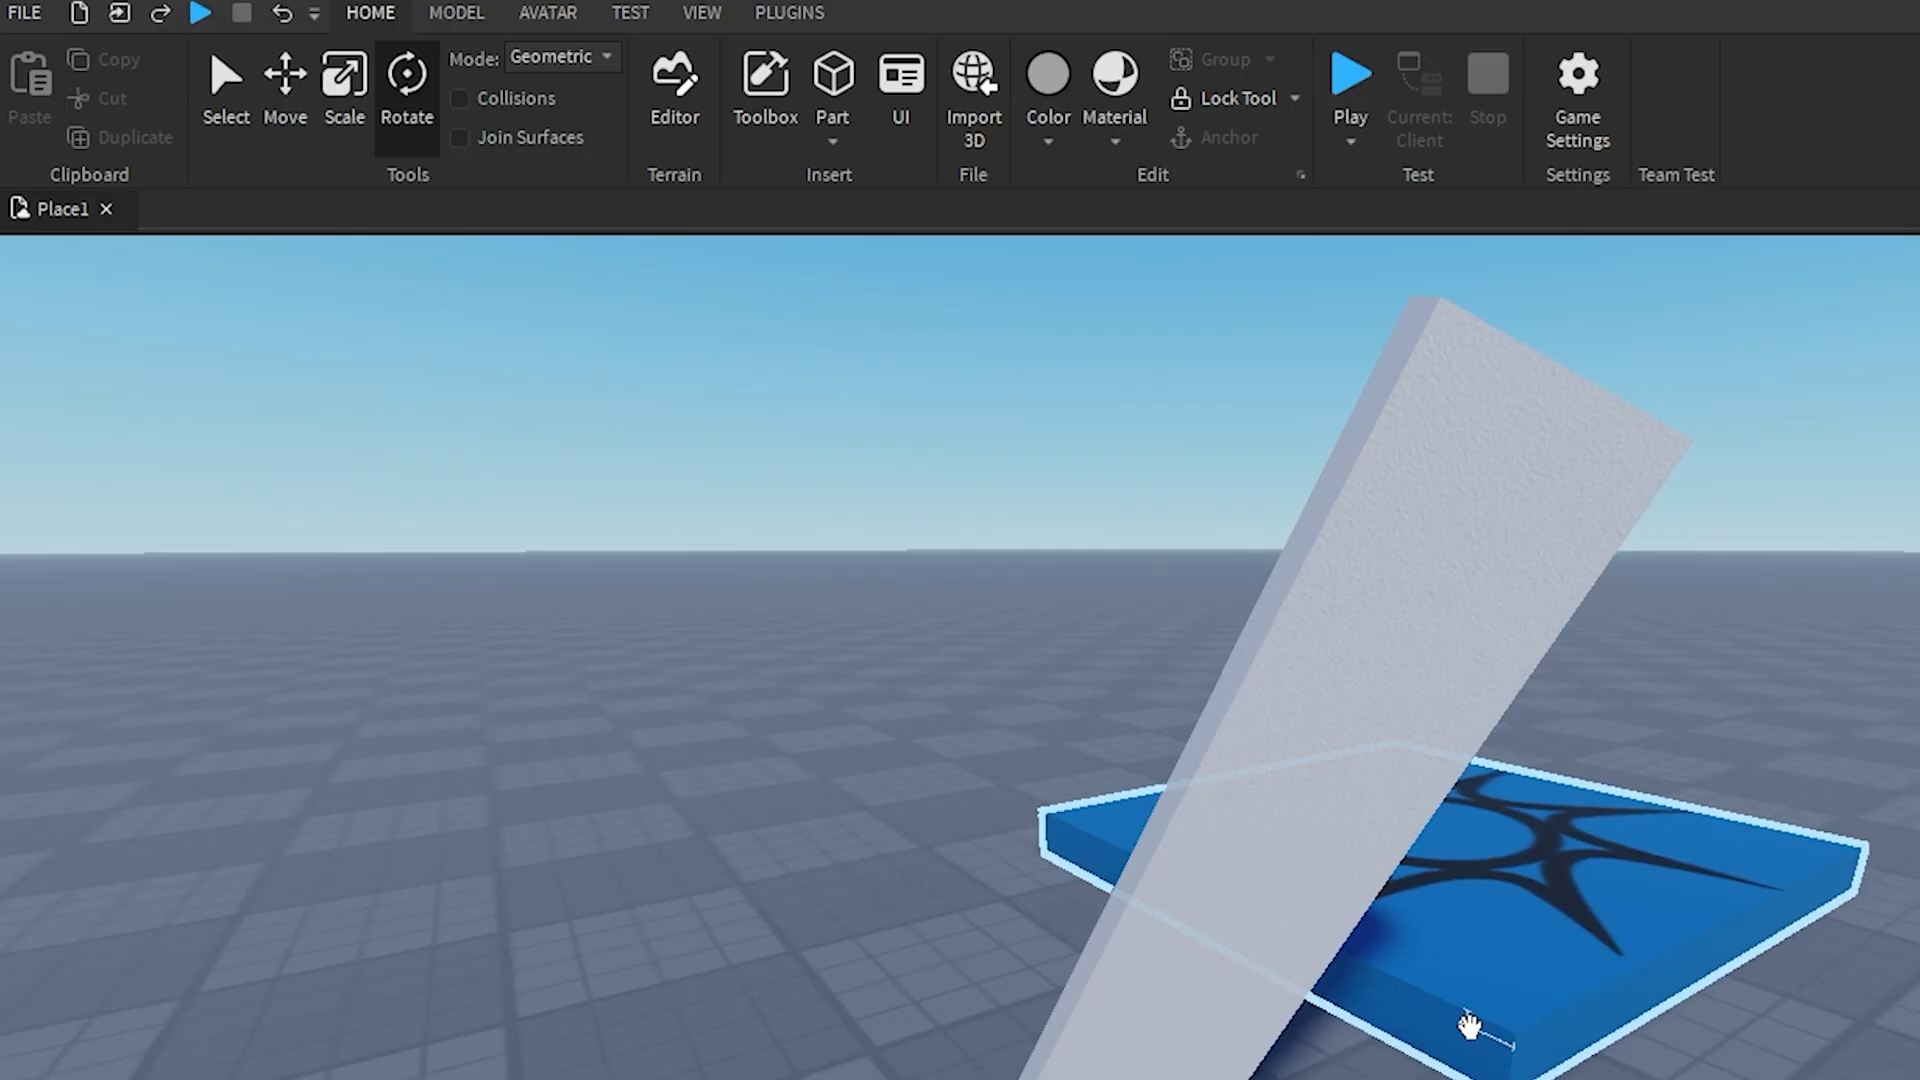 FILE HOME MODEL AVATAR TEST VIEW PLUGINS
Paste Copy Cut Duplicate
Clipboard
Select Move Scale Rotate
Mode: Geometric
Collisions
Join Surfaces
Tools
Editor
Terrain
Toolbox Part UI
Insert
Import 3D
File
Color Material
Group
Lock Tool
Anchor
Edit
Play Current: Client Stop
Test
Game Settings
Settings
Team Test
Place1